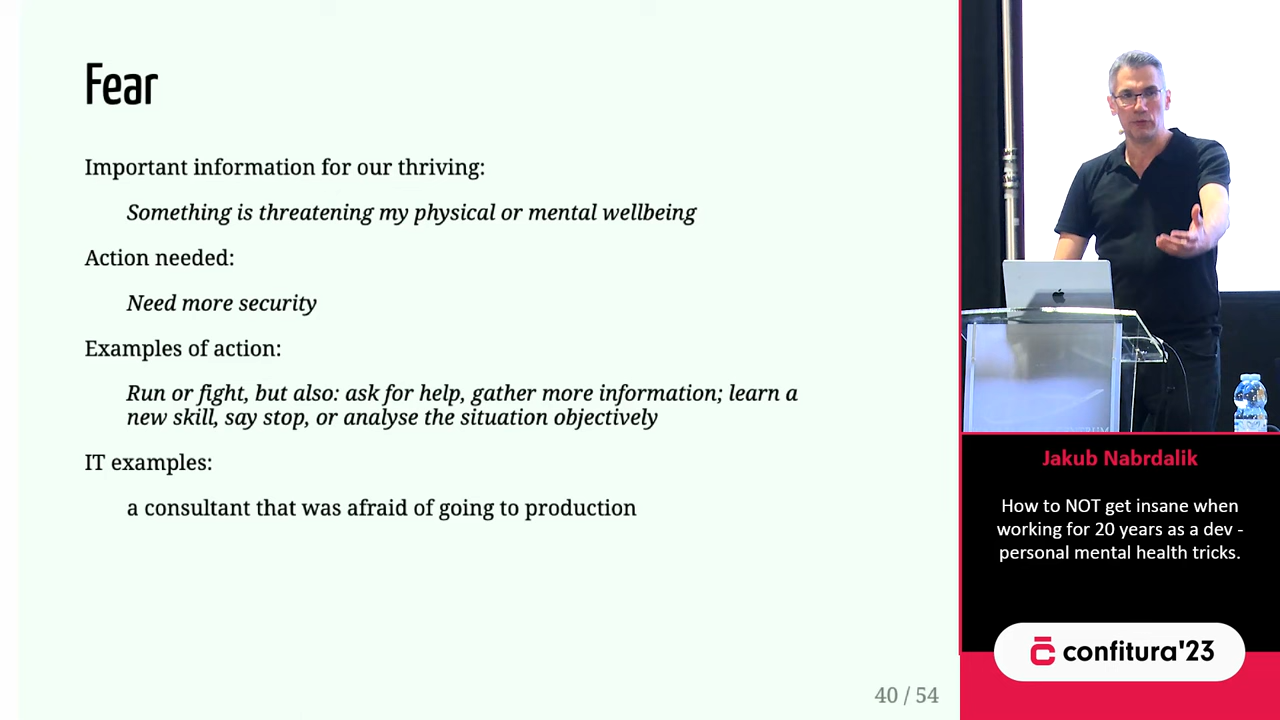 Fear
Important information for our thriving:
Something is threatening my physical or mental wellbeing
Action needed:
Need more security
Examples of action:
Run or fight, but also: ask for help, gather more information; learn a
new skill, say stop, or analyse the situation objectively
IT examples:
a consultant that was afraid of going to production
40 / 54
Jakub Nabrdalik
How to NOT get insane when
working for 20 years as a dev -
personal mental health tricks.
confitura'23